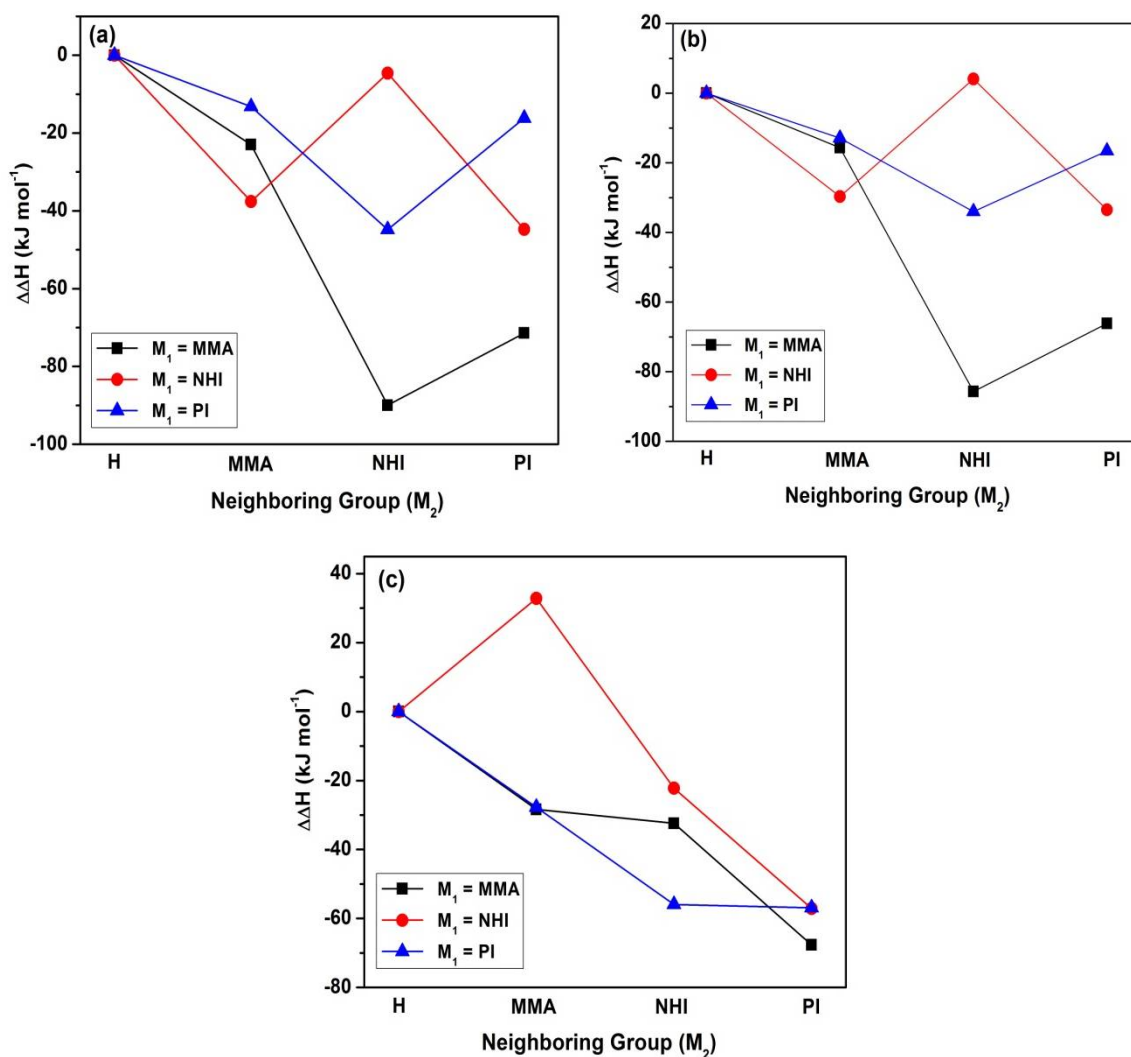 (a)
0
-20
-40
-60
-80
-100
ΔΔH (kJ mol⁻¹)
M₁ = MMA
M₁ = NHI
M₁ = PI
H MMA NHI PI
Neighboring Group (M₂)
(b)
20
0
-20
-40
-60
-80
-100
ΔΔH (kJ mol⁻¹)
M₁ = MMA
M₁ = NHI
M₁ = PI
H MMA NHI PI
Neighboring Group (M₂)
(c)
40
20
0
-20
-40
-60
-80
ΔΔH (kJ mol⁻¹)
M₁ = MMA
M₁ = NHI
M₁ = PI
H MMA NHI PI
Neighboring Group (M₂)